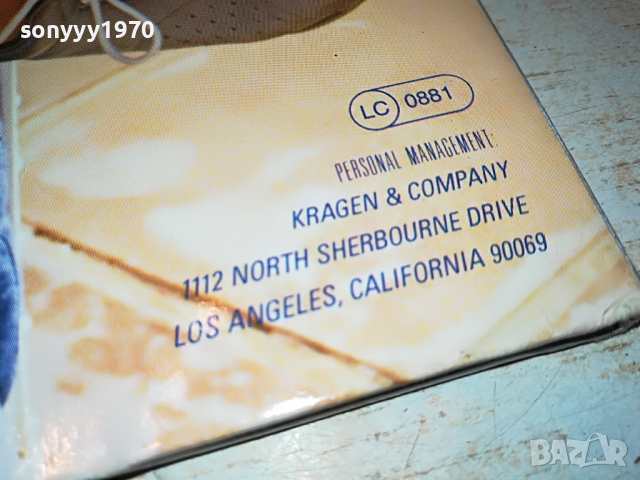 sonyyy1970
LC 0881
PERSONAL MANAGEMENT:
KRAGEN & COMPANY
1112 NORTH SHERBOURNE DRIVE
LOS ANGELES, CALIFORNIA 90069
BAZAR